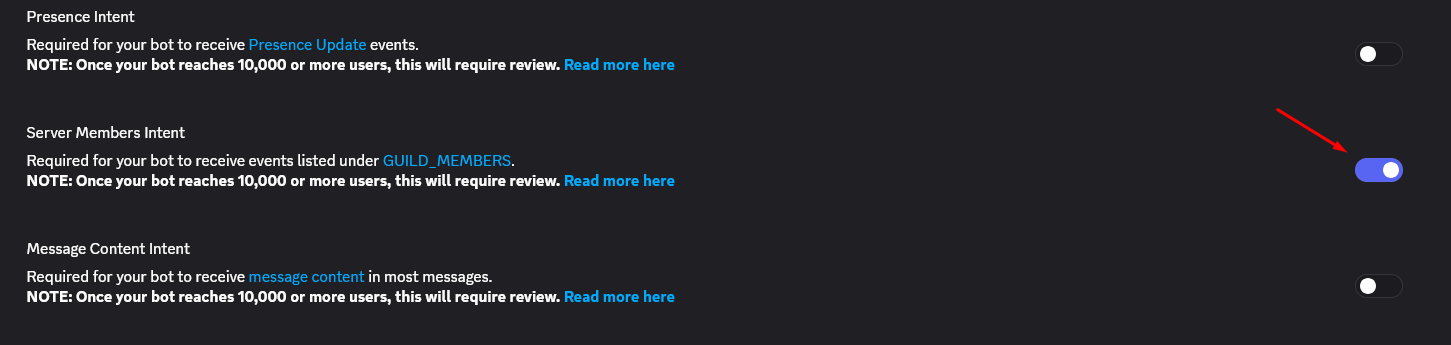 Presence Intent
Required for your bot to receive Presence Update events.
NOTE: Once your bot reaches 10,000 or more users, this will require review. Read more here
Server Members Intent
Required for your bot to receive events listed under GUILD_MEMBERS.
NOTE: Once your bot reaches 10,000 or more users, this will require review. Read more here
Message Content Intent
Required for your bot to receive message content in most messages.
NOTE: Once your bot reaches 10,000 or more users, this will require review. Read more here